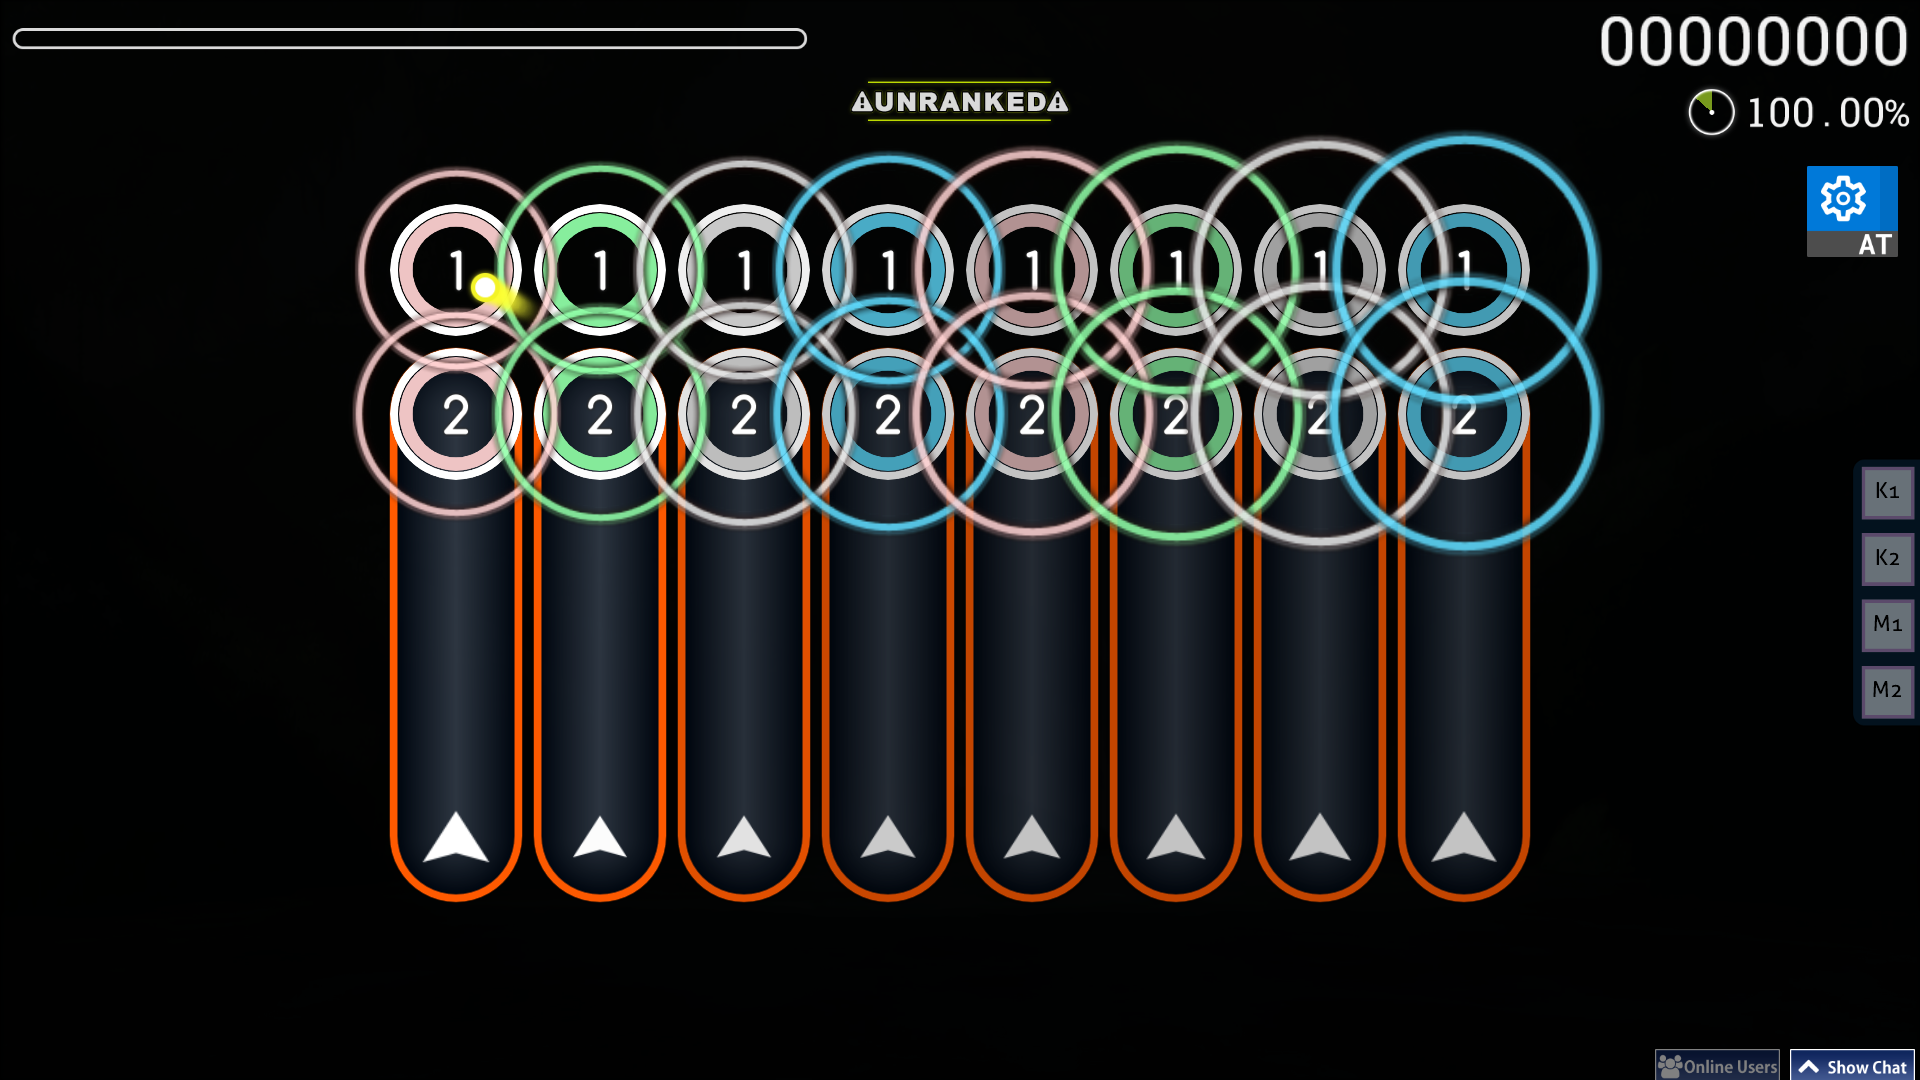 00000000
UNRANKED
100.00%
AT
1 1 1 1 1 1 1 1
2 2 2 2 2 2 2 2
K1
K2
M1
M2
Online Users
Show Chat